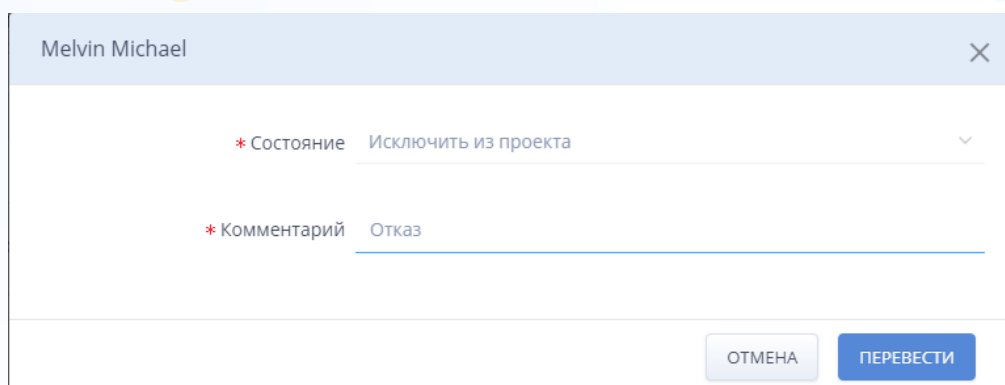 Melvin Michael
* Состояние Исключить из проекта
* Комментарий Отказ
ОТМЕНА ПЕРЕВЕСТИ